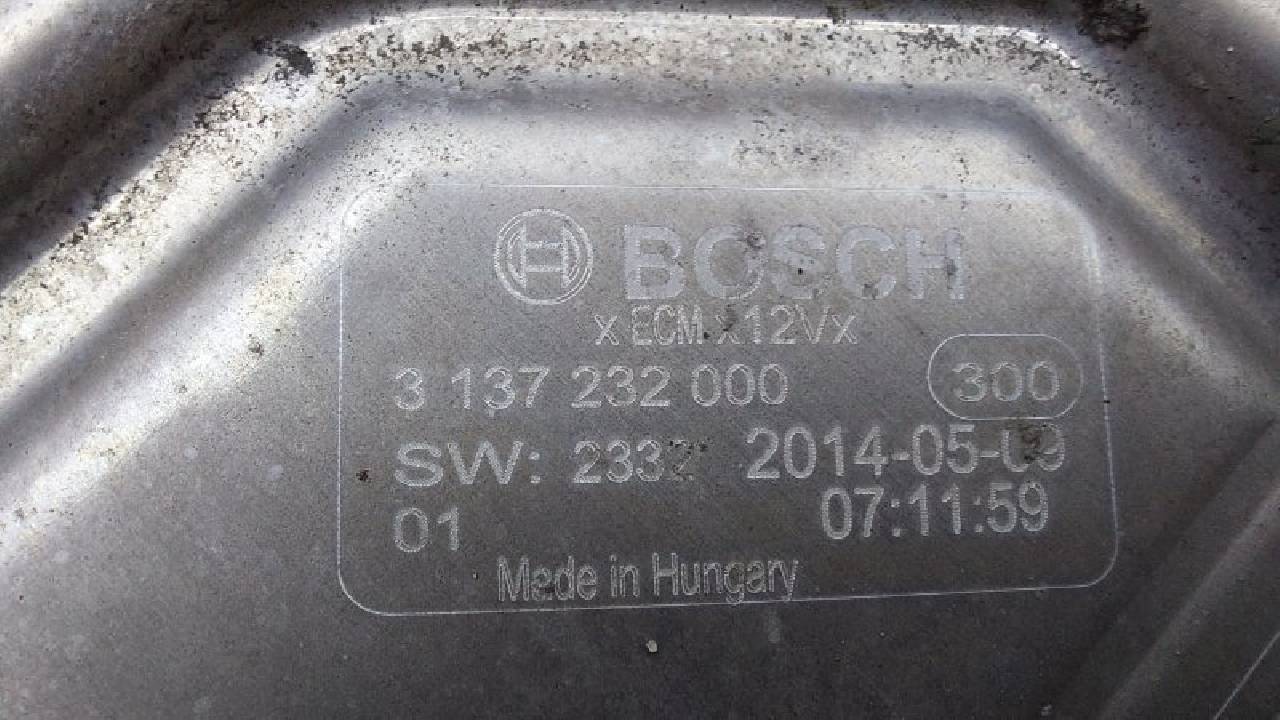 BOSCH
x ECM x12Vx
3 137 232 000 300
SW: 2332 2014-05-09
01 07:11:59
Made in Hungary